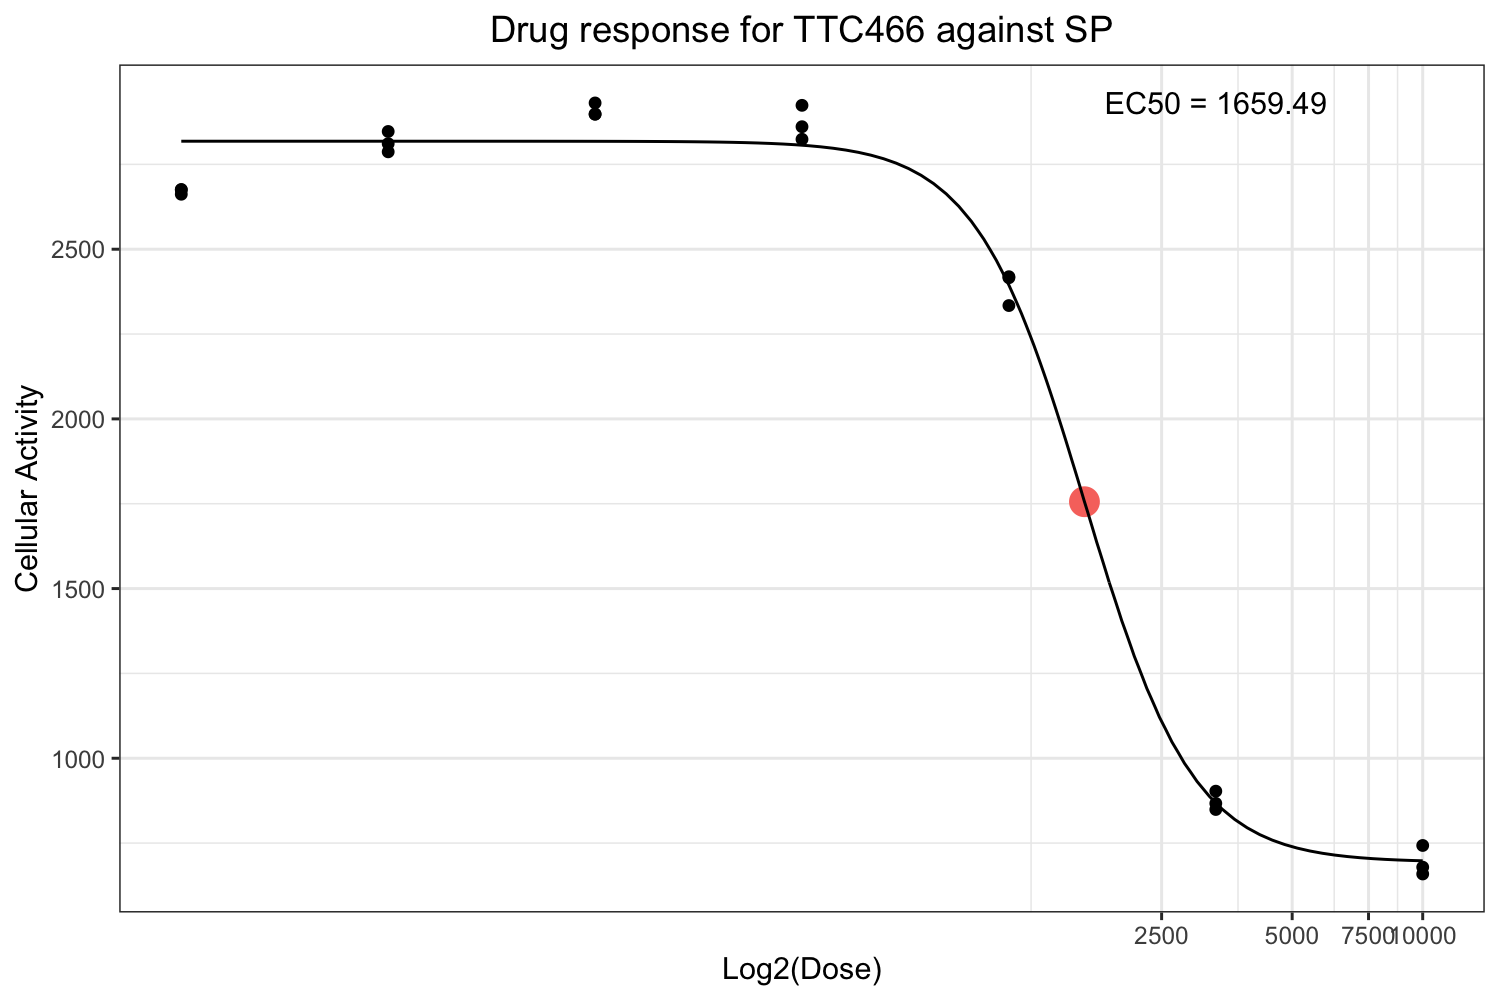 Drug response for TTC466 against SP
EC50 = 1659.49
2500
2000
1500
1000
Cellular Activity
2500 5000 7500 10000
Log2(Dose)